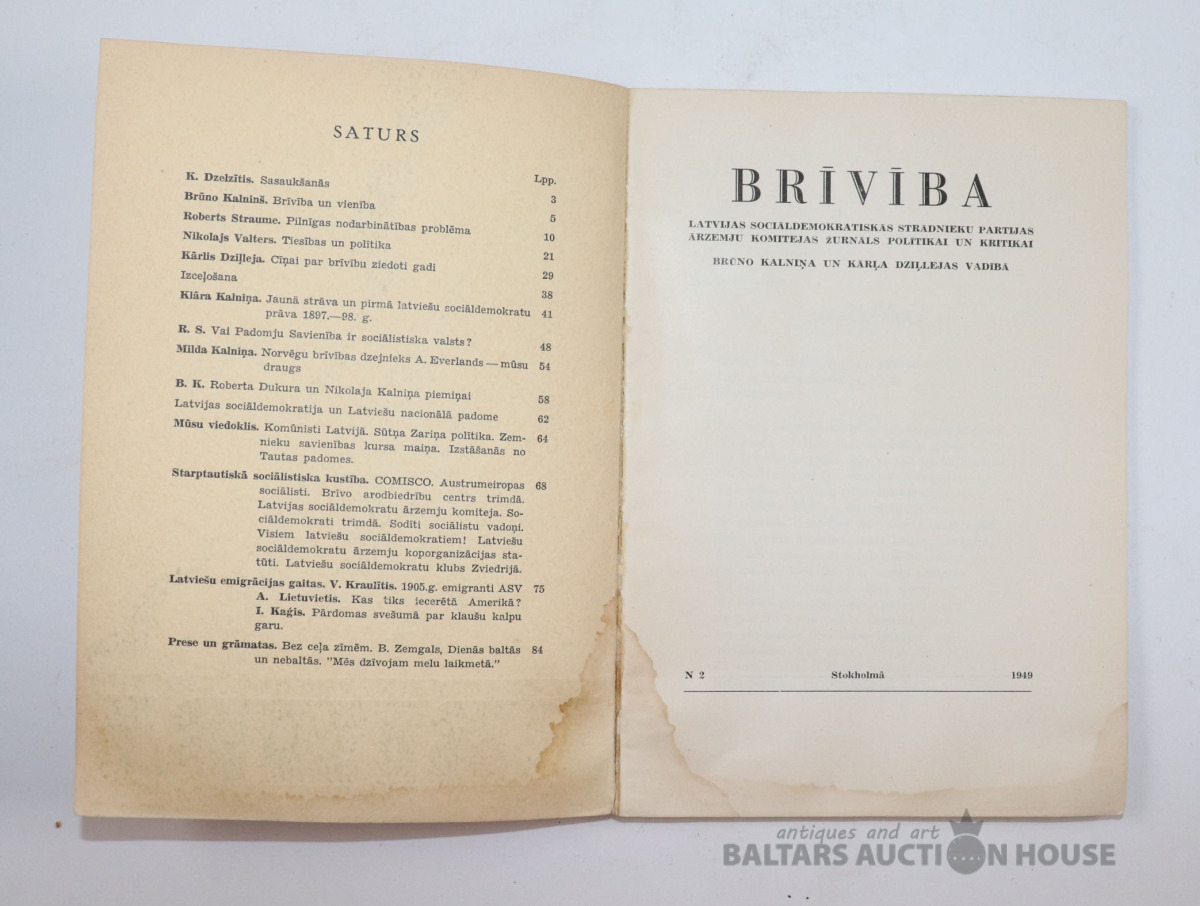 SATURS
Lpp.
K. Dzelzītis. Sasaukšanās 3
Brūno Kalninš. Brīvība un vienība 5
Roberts Straume. Pilnīgas nodarbinātības problēma 10
Nikolajs Valters. Tiesības un polītika 21
Kārlis Dziļleja. Cīņai par brīvību ziedoti gadi 29
Izceļošana 38
Klāra Kalniņa. Jaunā strāva un pirmā latviešu sociāldemokratu 41
prāva 1897.—98. g.
R. S. Vai Padomju Savienība ir sociālistiska valsts? 48
Milda Kalniņa. Norvēgu brīvības dzejnieks A. Everlands — mūsu 54
draugs
B. K. Roberta Dukura un Nikolaja Kalniņa piemiņai 58
Latvijas sociāldemokratija un Latviešu nacionālā padome 62
Mūsu viedoklis. Komūnisti Latvijā. Sūtņa Zariņa polītika. Zem- 64
nieku savienības kursa maiņa. Izstāšanās no
Tautas padomes.
Starptautiskā sociālistiska kustība. COMISCO. Austrumeiropas 68
sociālisti. Brīvo arodbiedrību centrs trimdā.
Latvijas sociāldemokratu ārzemju komiteja. So-
ciāldemokrati trimdā. Sodīti sociālistu vadoņi.
Visiem latviešu sociāldemokratiem! Latviešu
sociāldemokratu ārzemju koporganizācijas sta-
tūti. Latviešu sociāldemokratu klubs Zviedrijā.
Latviešu emigrācijas gaitas. V. Kraulītis. 1905.g. emigranti ASV 75
A. Lietuvietis. Kas tiks iecerētā Amerikā?
I. Kaģis. Pārdomas svešumā par klaušu kalpu
garu.
Prese un grāmatas. Bez ceļa zīmēm. B. Zemgals, Dienās baltās 84
un nebaltās. "Mēs dzīvojam melu laikmetā."
BRĪVĪBA
LATVIJAS SOCIĀLDEMOKRATISKĀS STRĀDNIEKU PARTIJAS
ĀRZEMJU KOMITEJAS ŽURNĀLS POLĪTIKAI UN KRITIKAI
BRŪNO KALNIŅA UN KĀRĻA DZIĻLEJAS VADĪBĀ
N 2 Stokholmā 1949
antiques and art
BALTARS AUCTION HOUSE